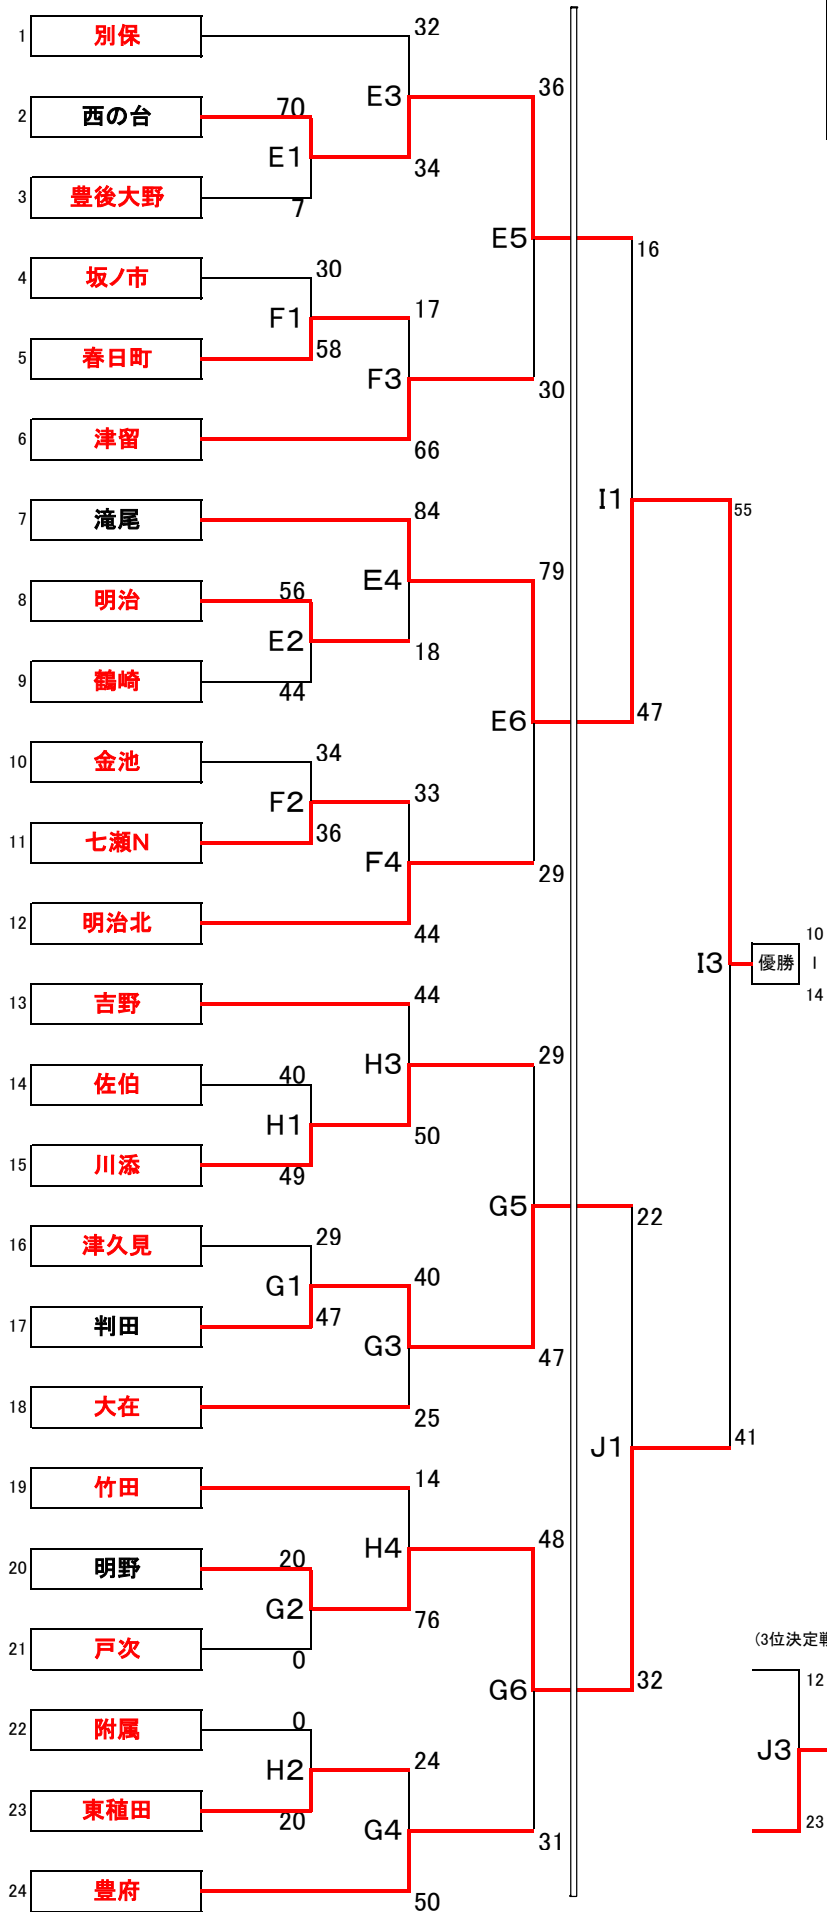 32
1 別保
36
E3
2 西の台 70
E1
34
3 豊後大野 7
E5
16
4 坂ノ市 30
17
F1
5 春日町 58
F3
30
6 津留
66
I1
7 滝尾 84
55
79
E4
8 明治 56
E2
18
9 鶴崎 44
47
E6
10 金池 34
33
F2
11 七瀬N 36
F4
29
12 明治北
44
10
I3 優勝 |
14
13 吉野 44
29
H3
14 佐伯 40
H1
50
15 川添 49
G5
22
16 津久見 29
40
G1
17 判田 47
G3
47
18 大在
25
J1
41
19 竹田 14
48
H4
20 明野 20
G2
76
21 戸次 0
(3位決定戦
32
12
G6
22 附属 0
J3
24
H2
23 東稙田 20
23
G4
31
24 豊府
50